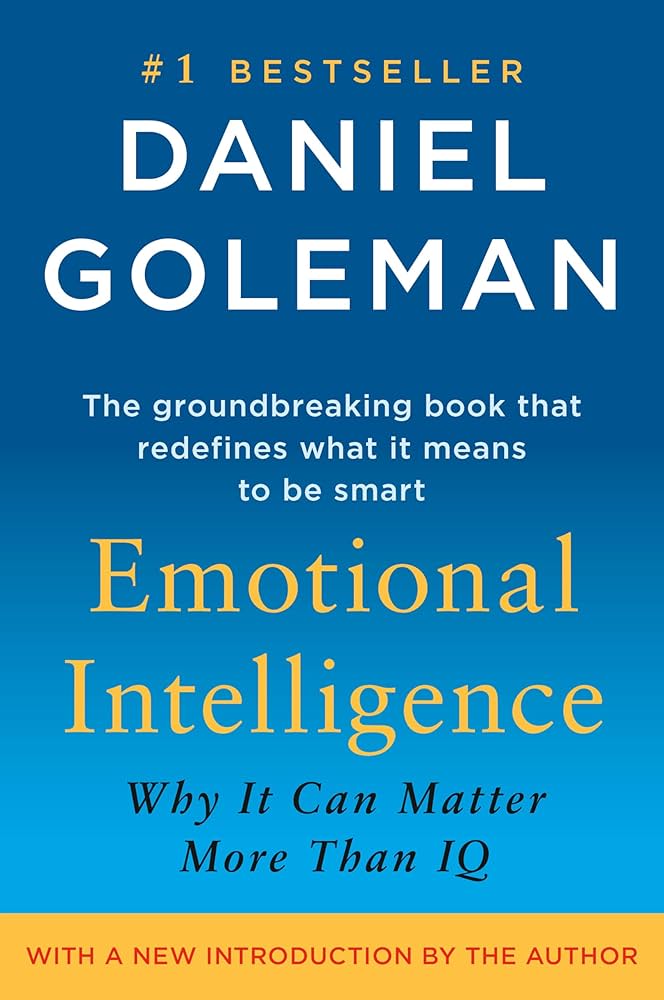 #1 BESTSELLER
DANIEL
GOLEMAN
The groundbreaking book that
redefines what it means
to be smart
Emotional
Intelligence
Why It Can Matter
More Than IQ
WITH A NEW INTRODUCTION BY THE AUTHOR